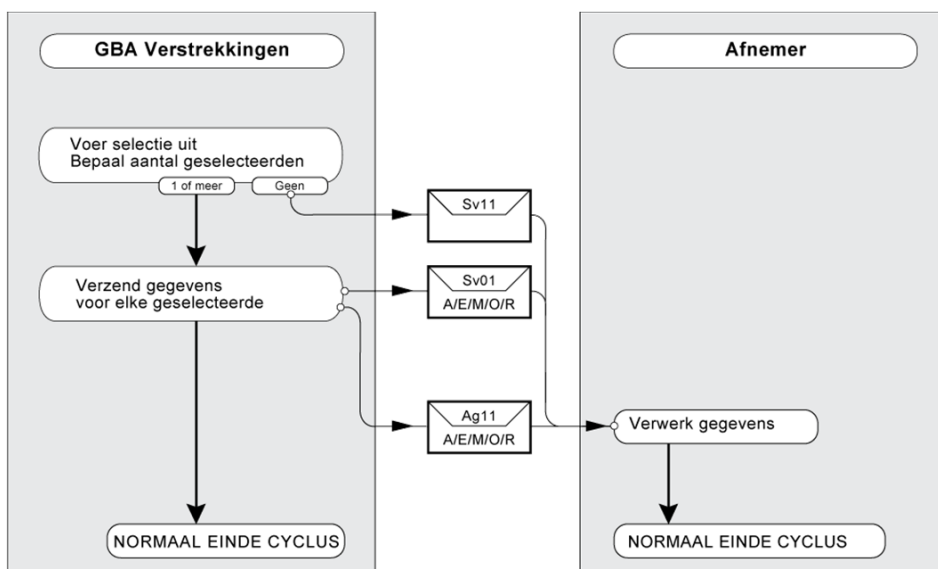 GBA Verstrekkingen
Afnemer
Voer selectie uit
Bepaal aantal geselecteerden
1 of meer
Geen
Sv11
Verzend gegevens
voor elke geselecteerde
Sv01
A/E/M/O/R
Ag11
A/E/M/O/R
Verwerk gegevens
NORMAAL EINDE CYCLUS
NORMAAL EINDE CYCLUS